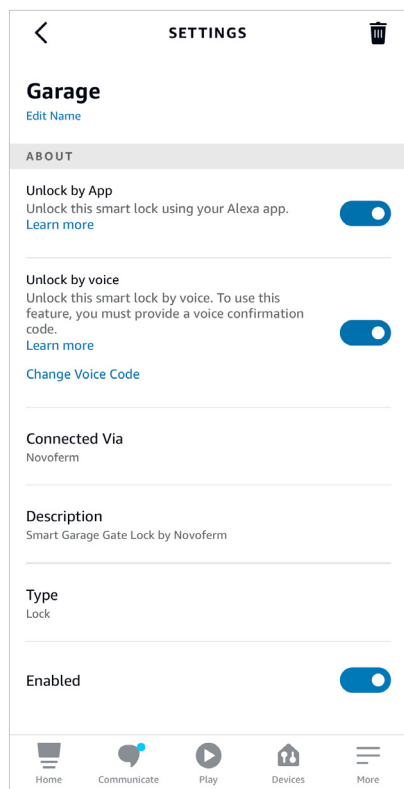 SETTINGS
Garage
Edit Name
ABOUT
Unlock by App
Unlock this smart lock using your Alexa app.
Learn more
Unlock by voice
Unlock this smart lock by voice. To use this
feature, you must provide a voice confirmation
code.
Learn more
Change Voice Code
Connected Via
Novoferm
Description
Smart Garage Gate Lock by Novoferm
Type
Lock
Enabled
Home Communicate Play Devices More